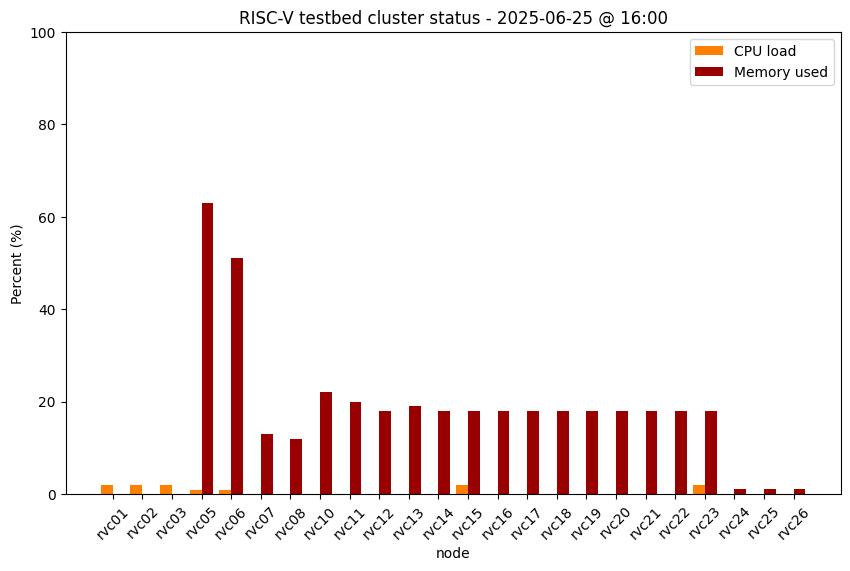 RISC-V testbed cluster status - 2025-06-25 @ 16:00
CPU load
Memory used
Percent (%)
100
80
60
40
20
0
rvc01 rvc02 rvc03 rvc05 rvc06 rvc07 rvc08 rvc10 rvc11 rvc12 rvc13 rvc14 rvc15 rvc16 rvc17 rvc18 rvc19 rvc20 rvc21 rvc22 rvc23 rvc24 rvc25 rvc26
node